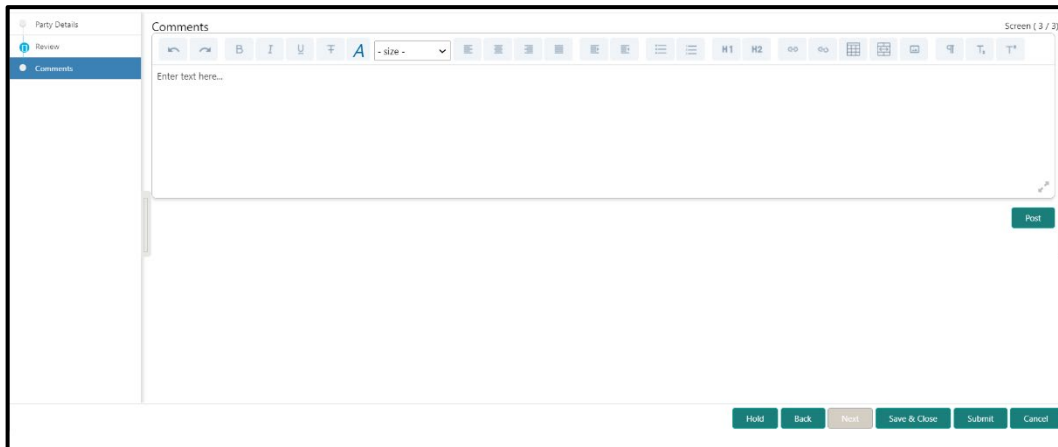 Party Details
Review
Comments
Comments
Screen ( 3 / 3)
B I U T A - size - H1 H2 ¶ T T
Enter text here...
Post
Hold Back Next Save & Close Submit Cancel